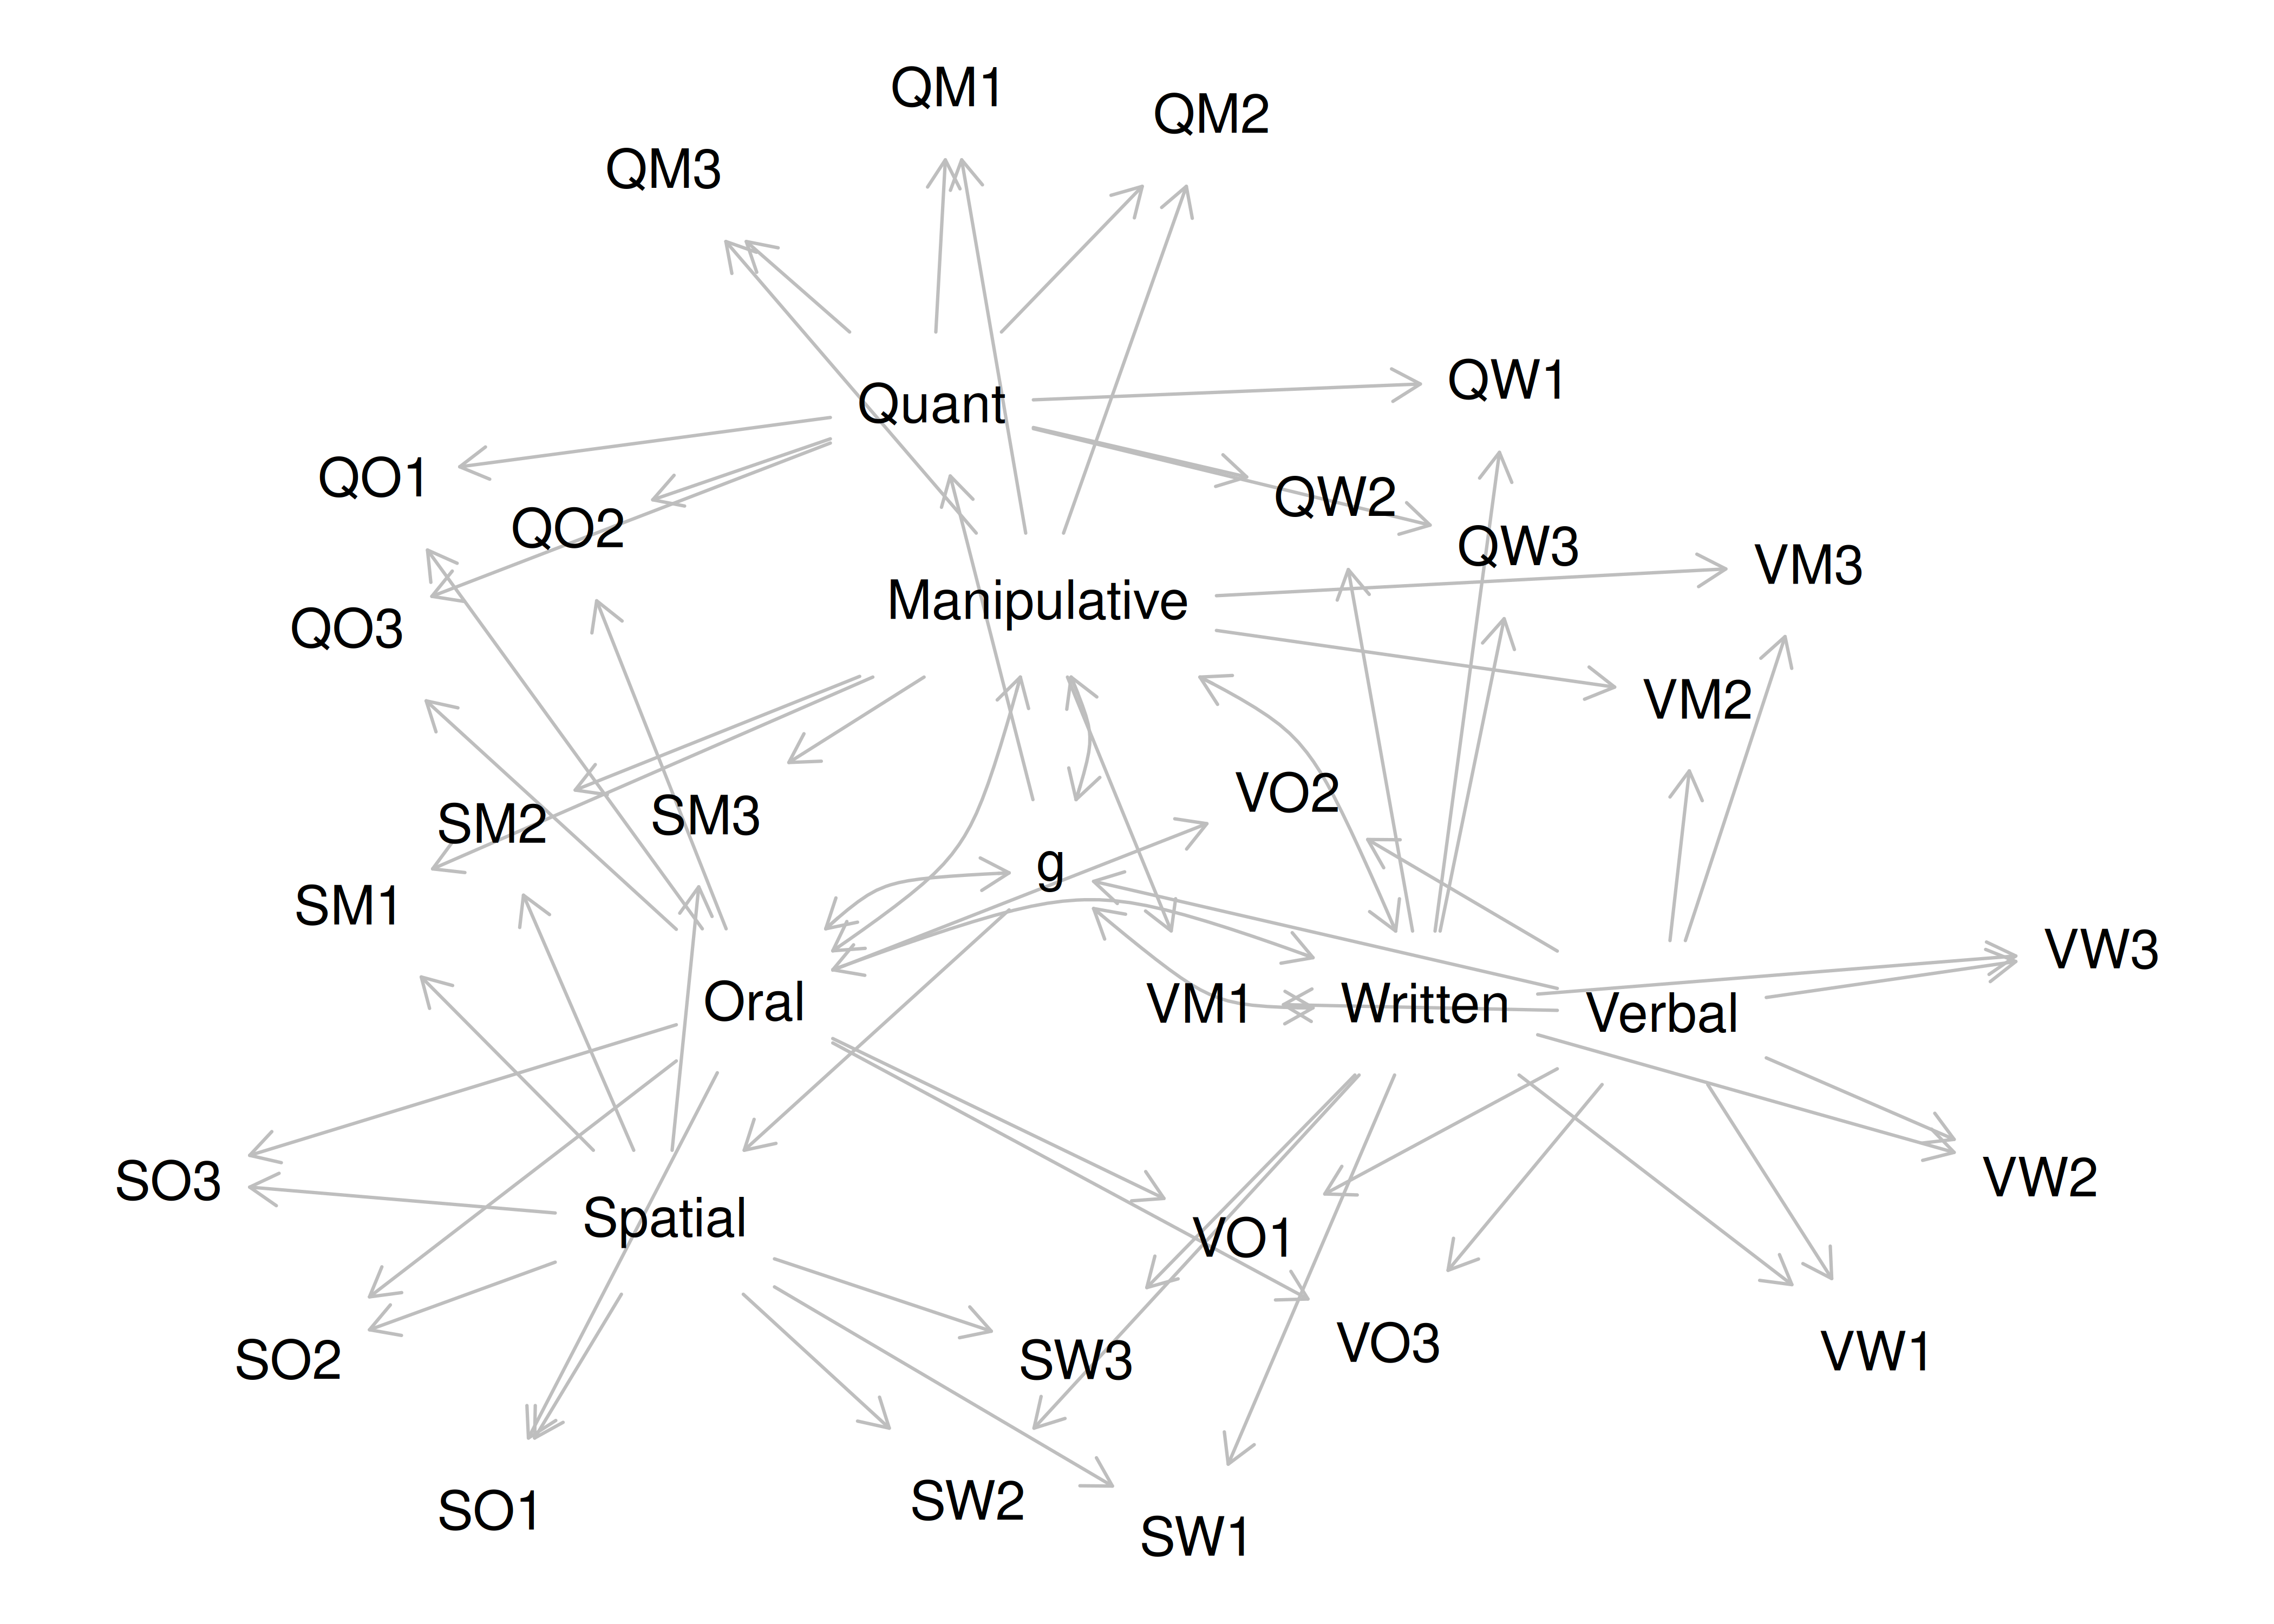 QM1
QM2
QM3
QW1
Quant
QO1
QW2
QO2
QW3
VM3
Manipulative
QO3
VM2
VO2
SM3
SM2
g
SM1
VW3
Oral
VM1
Written
Verbal
SO3
VW2
Spatial
VO1
VO3
VW1
SO2
SW3
SW2
SO1
SW1